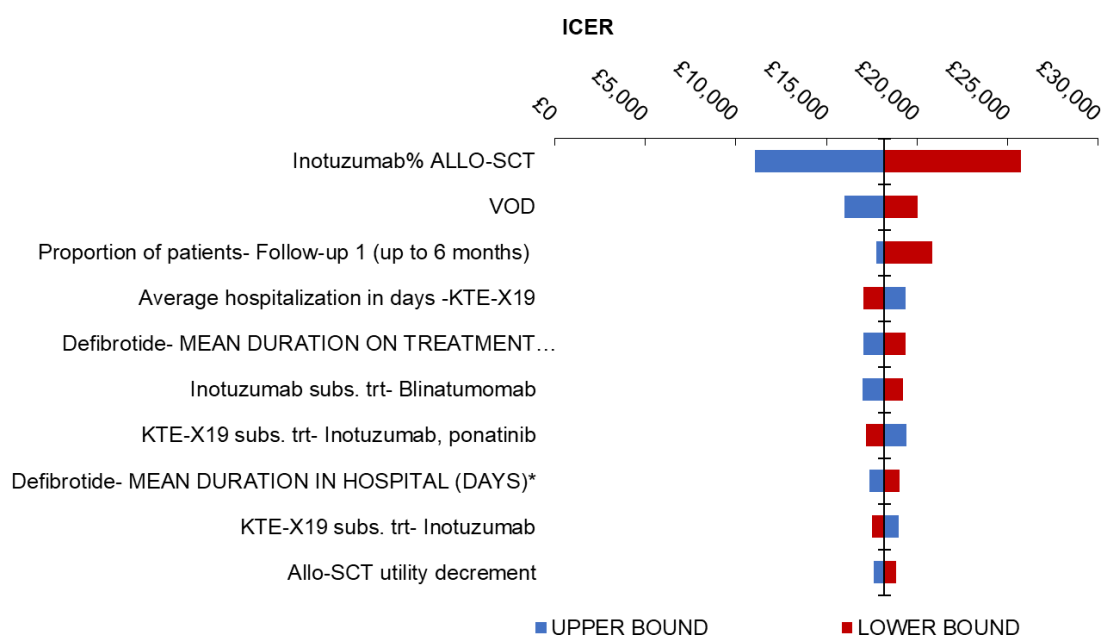 ICER
£0
£5,000
£10,000
£15,000
£20,000
£25,000
£30,000
Inotuzumab% ALLO-SCT
VOD
Proportion of patients- Follow-up 1 (up to 6 months)
Average hospitalization in days -KTE-X19
Defibrotide- MEAN DURATION ON TREATMENT…
Inotuzumab subs. trt- Blinatumomab
KTE-X19 subs. trt- Inotuzumab, ponatinib
Defibrotide- MEAN DURATION IN HOSPITAL (DAYS)*
KTE-X19 subs. trt- Inotuzumab
Allo-SCT utility decrement
UPPER BOUND
LOWER BOUND